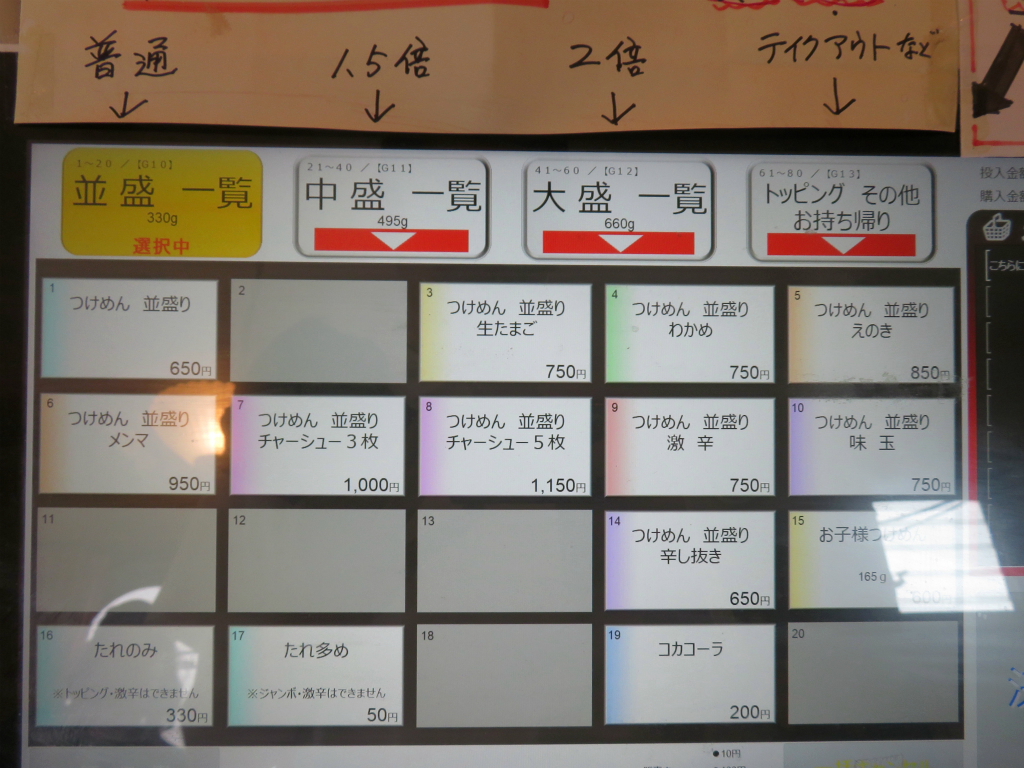 普通
1.5倍
2倍
テイクアウトなど
1～20 /【G10】
並盛 一覧
330g
選択中
21～40 /【G11】
中盛 一覧
495g
41～60 /【G12】
大盛 一覧
660g
61～80 /【G13】
トッピング その他
お持ち帰り
投入金
購入金
こちらに
1
つけめん 並盛り
650円
2
3
つけめん 並盛り
生たまご
750円
4
つけめん 並盛り
わかめ
750円
5
つけめん 並盛り
えのき
850円
6
つけめん 並盛り
メンマ
950円
7
つけめん 並盛り
チャーシュー3枚
1,000円
8
つけめん 並盛り
チャーシュー5枚
1,150円
9
つけめん 並盛り
激 辛
750円
10
つけめん 並盛り
味 玉
750円
11
12
13
14
つけめん 並盛り
辛し抜き
650円
15
お子様つけめん
165g
600
16
たれのみ
※トッピング・激辛はできません
330円
17
たれ多め
※ジャンボ・激辛はできません
50円
18
19
コカコーラ
200円
20
●10円